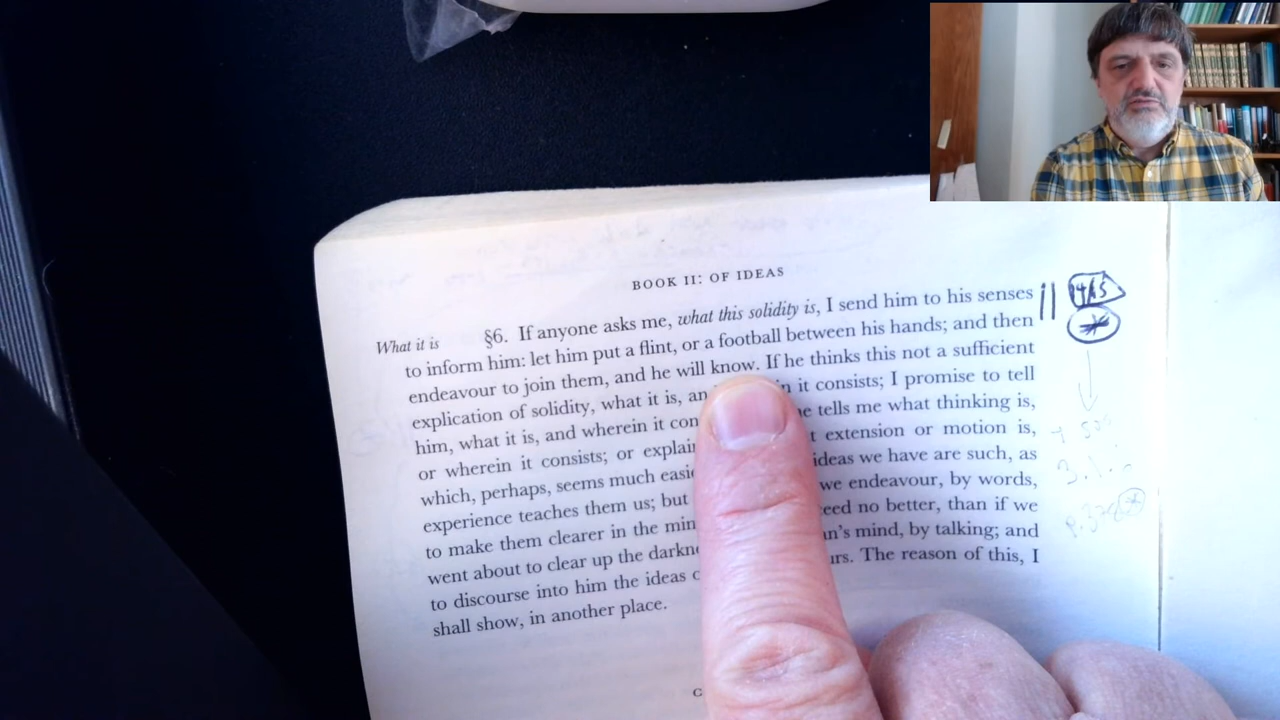 BOOK II: OF IDEAS
What it is §6. If anyone asks me, what this solidity is, I send him to his senses
to inform him: let him put a flint, or a football between his hands; and then
endeavour to join them, and he will know. If he thinks this not a sufficient
explication of solidity, what it is, an in it consists; I promise to tell
him, what it is, and wherein it con he tells me what thinking is,
or wherein it consists; or explain t extension or motion is,
which, perhaps, seems much easie ideas we have are such, as
experience teaches them us; but we endeavour, by words,
to make them clearer in the min eed no better, than if we
went about to clear up the darkne n's mind, by talking; and
to discourse into him the ideas o urs. The reason of this, I
shall show, in another place.
14/15